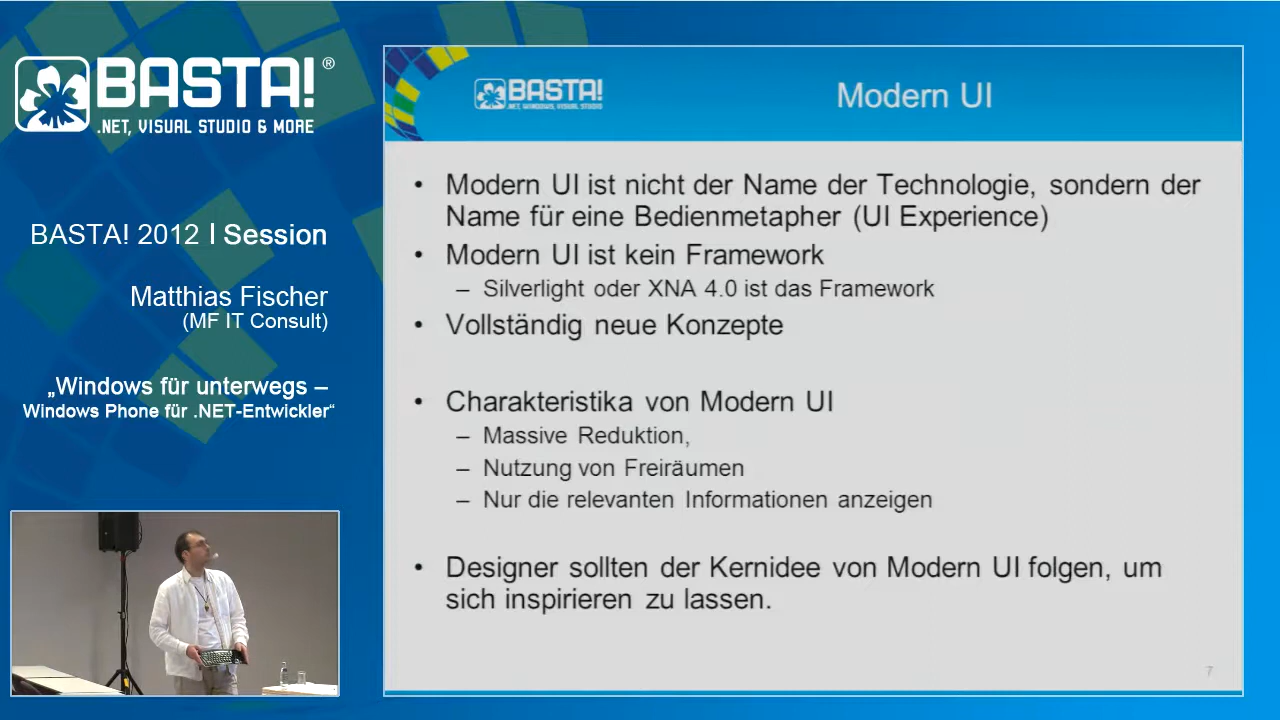 BASTA!®
.NET, VISUAL STUDIO & MORE
BASTA! 2012 | Session
Matthias Fischer
(MF IT Consult)
„Windows für unterwegs –
Windows Phone für .NET-Entwickler“
BASTA!
.NET, WINDOWS, VISUAL STUDIO
Modern UI
• Modern UI ist nicht der Name der Technologie, sondern der
Name für eine Bedienmetapher (UI Experience)
• Modern UI ist kein Framework
– Silverlight oder XNA 4.0 ist das Framework
• Vollständig neue Konzepte
• Charakteristika von Modern UI
– Massive Reduktion,
– Nutzung von Freiräumen
– Nur die relevanten Informationen anzeigen
• Designer sollten der Kernidee von Modern UI folgen, um
sich inspirieren zu lassen.
7